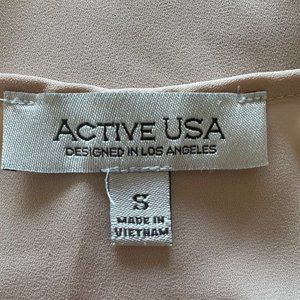 ACTIVE USA
DESIGNED IN LOS ANGELES
S
MADE IN
VIETNAM